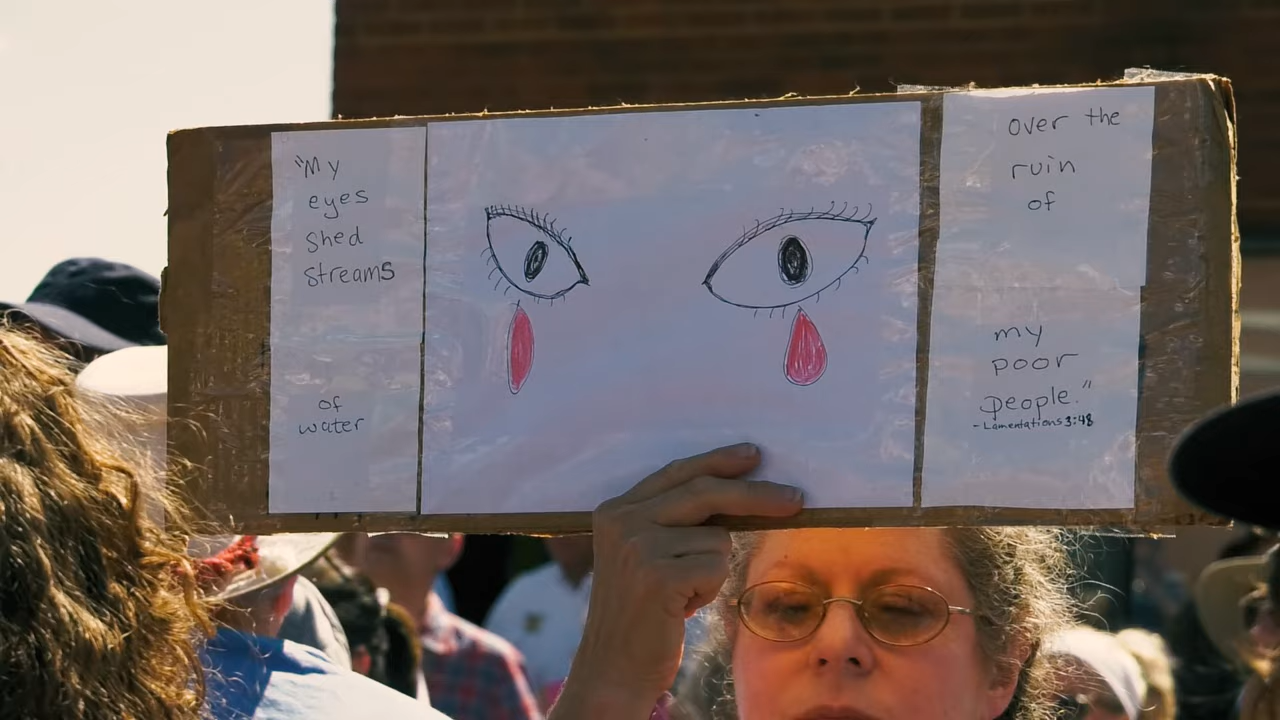 "My
eyes
shed
streams
of
water
over the
ruin
of
my
poor
people."
- Lamentations 3:48